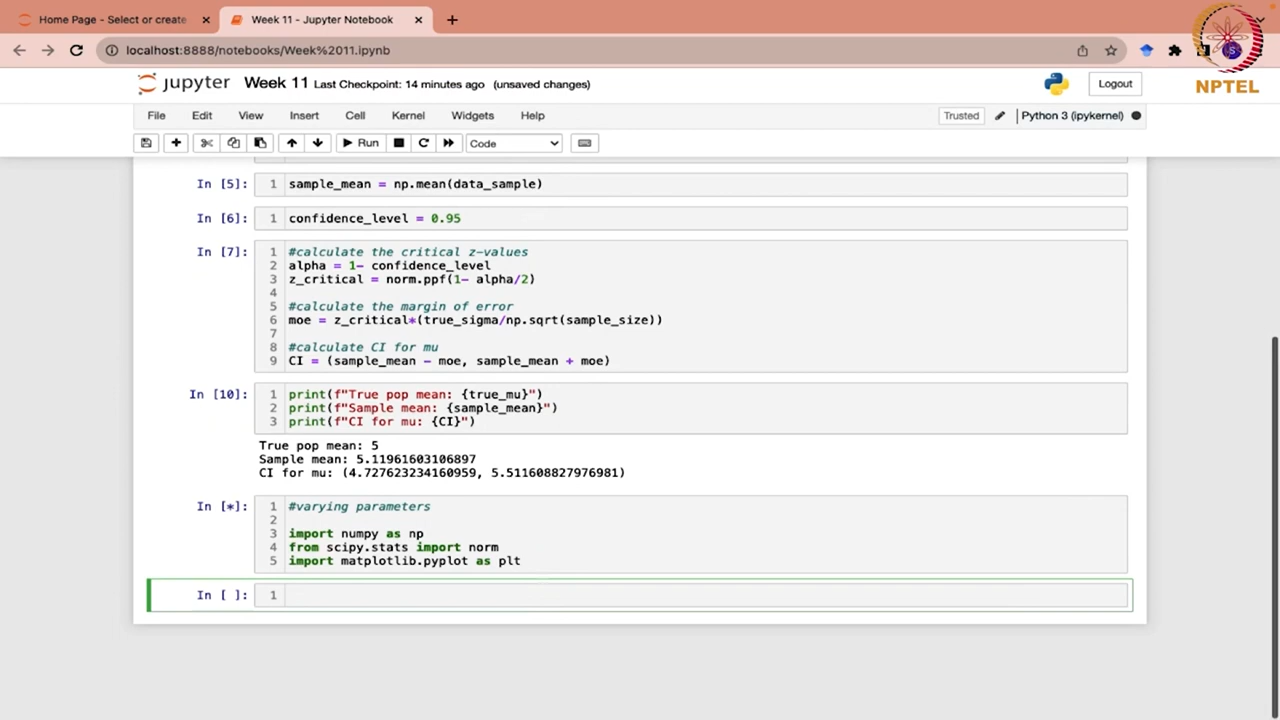 Home Page - Select or create
Week 11 - Jupyter Notebook
localhost:8888/notebooks/Week%2011.ipynb
S
NPTEL
jupyter Week 11 Last Checkpoint: 14 minutes ago (unsaved changes)
Logout
File Edit View Insert Cell Kernel Widgets Help
Trusted
Python 3 (ipykernel)
Run
Code
In [5]: 1 sample_mean = np.mean(data_sample)
In [6]: 1 confidence_level = 0.95
In [7]: 1 #calculate the critical z-values
2 alpha = 1- confidence_level
3 z_critical = norm.ppf(1- alpha/2)
4
5 #calculate the margin of error
6 moe = z_critical*(true_sigma/np.sqrt(sample_size))
7
8 #calculate CI for mu
9 CI = (sample_mean - moe, sample_mean + moe)
In [10]: 1 print(f"True pop mean: {true_mu}")
2 print(f"Sample mean: {sample_mean}")
3 print(f"CI for mu: {CI}")
True pop mean: 5
Sample mean: 5.11961603106897
CI for mu: (4.727623234160959, 5.511608827976981)
In [*]: 1 #varying parameters
2
3 import numpy as np
4 from scipy.stats import norm
5 import matplotlib.pyplot as plt
In [ ]: 1